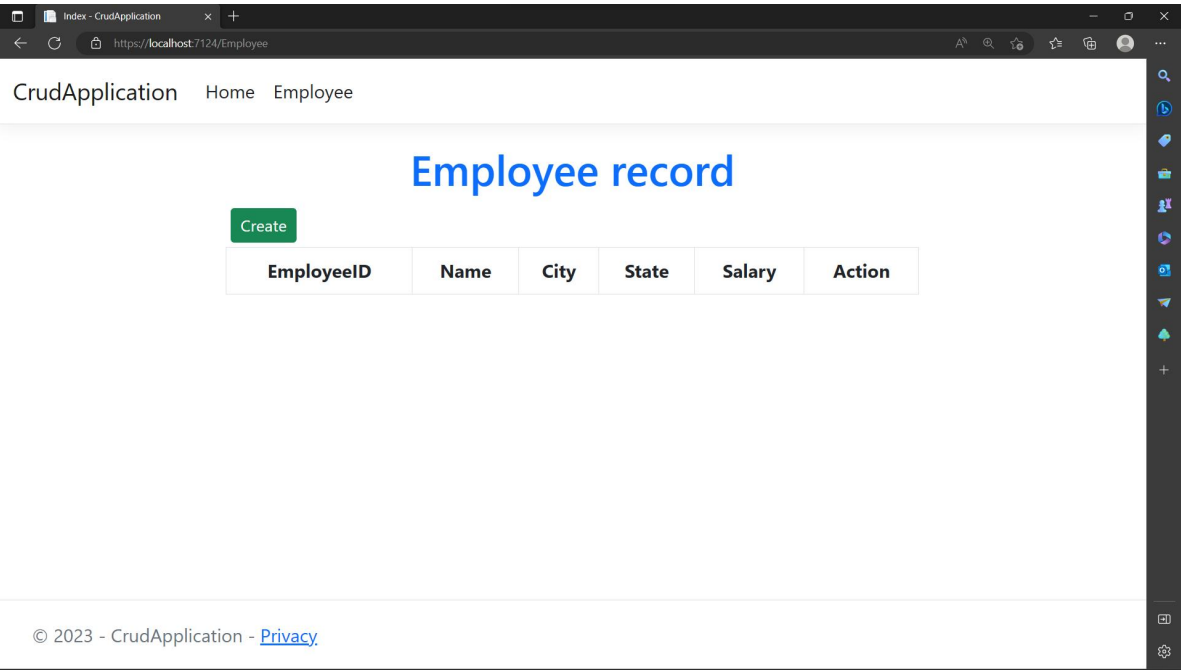 Index - CrudApplication
https://localhost:7124/Employee
CrudApplication Home Employee
Employee record
Create
EmployeeID Name City State Salary Action
© 2023 - CrudApplication - Privacy